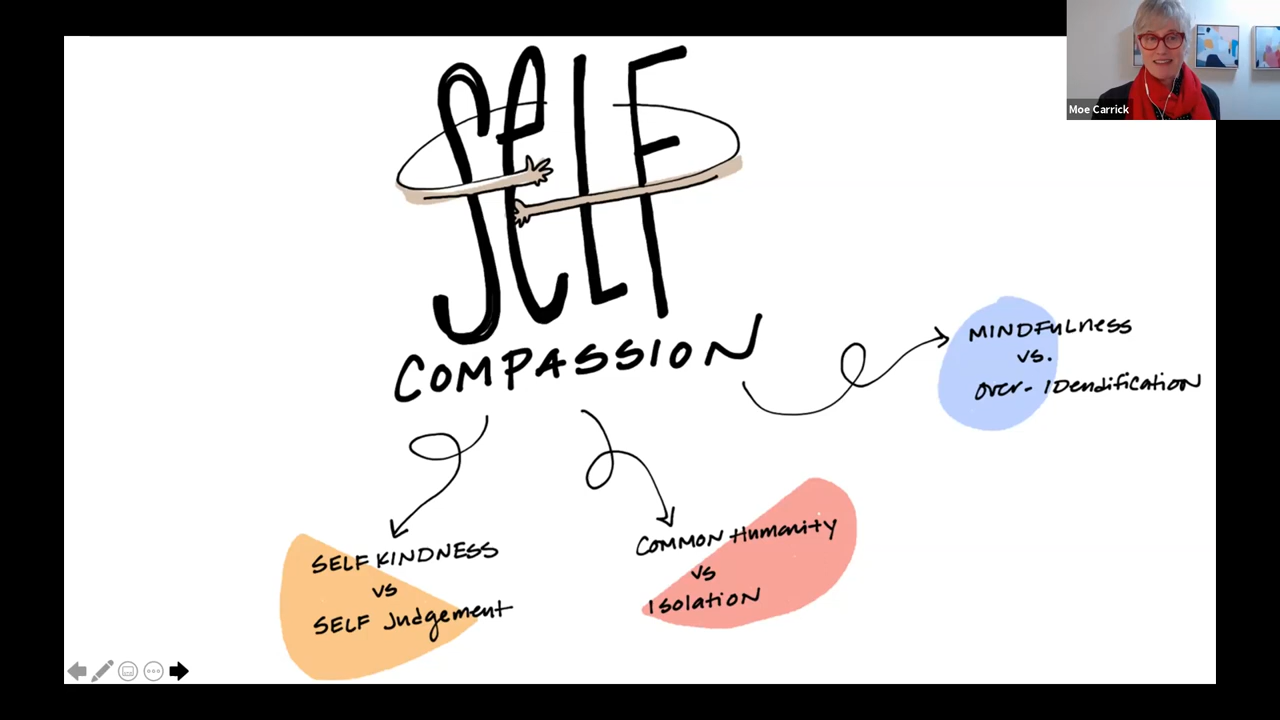 SELF
COMPASSION
Moe Carrick
MINDFULNESS
VS.
OVER-IDENDIFICATION
SELF KINDNESS
VS
SELF Judgement
COMMON Humanity
VS
ISOLATION